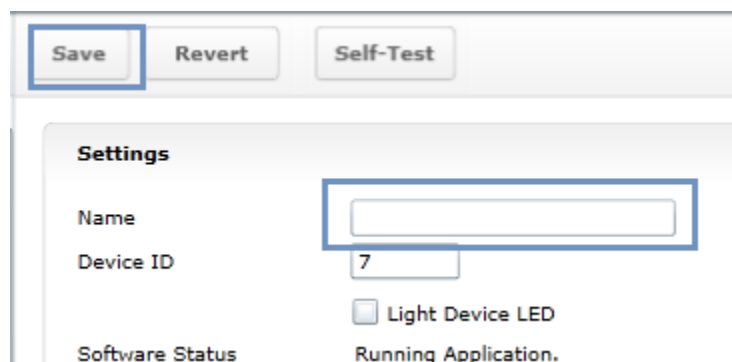 Save Revert Self-Test
Settings
Name
Device ID 7
Light Device LED
Software Status Running Application.